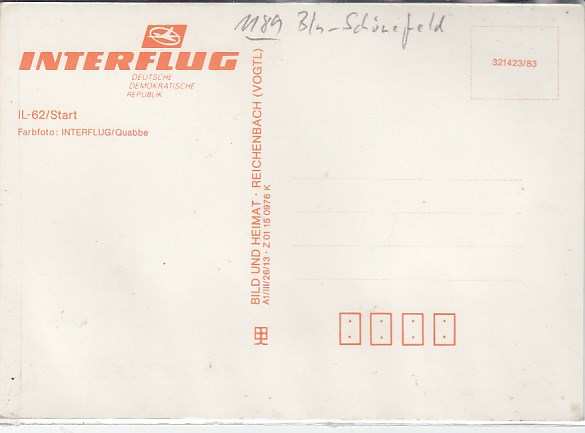 1189 Bln-Schönefeld
INTERFLUG
DEUTSCHE
DEMOKRATISCHE
REPUBLIK
IL-62/Start
Farbfoto: INTERFLUG/Quabbe
BILD UND HEIMAT · REICHENBACH (VOGTL)
A1/III/26/13 · Z 01 15 0976 K
321423/83